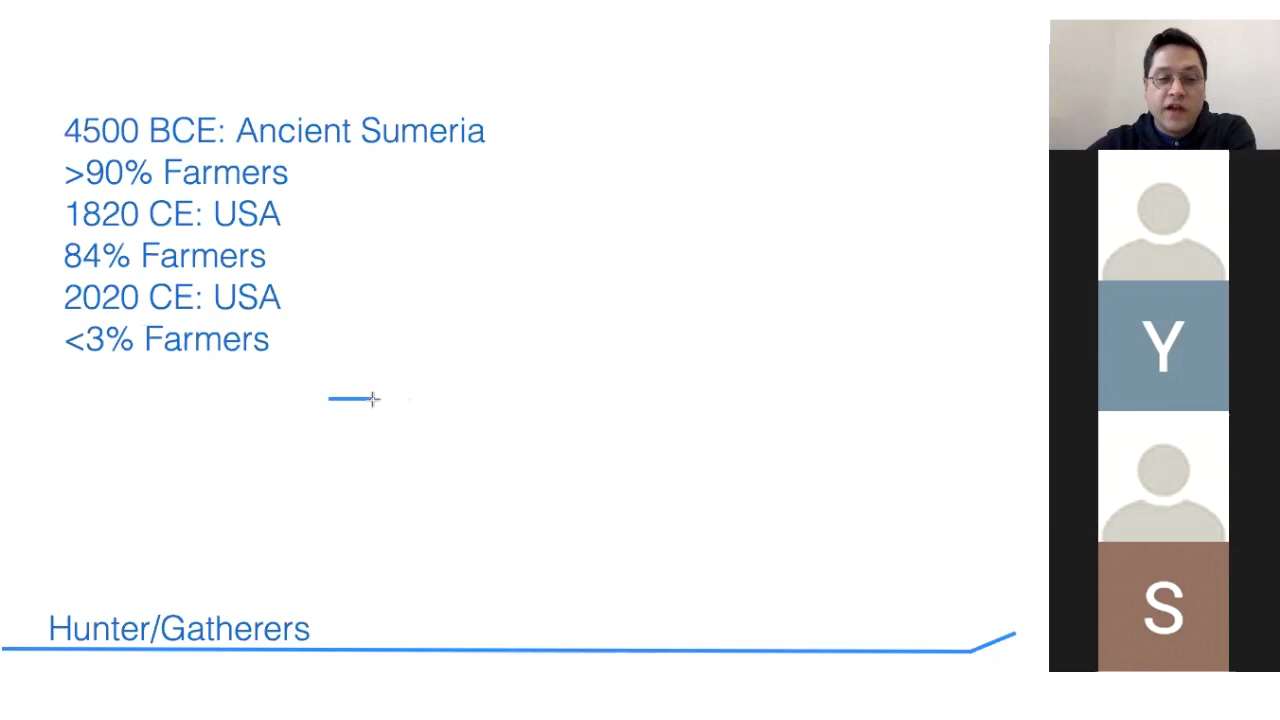 4500 BCE: Ancient Sumeria
>90% Farmers
1820 CE: USA
84% Farmers
2020 CE: USA
<3% Farmers
Hunter/Gatherers
Y
S